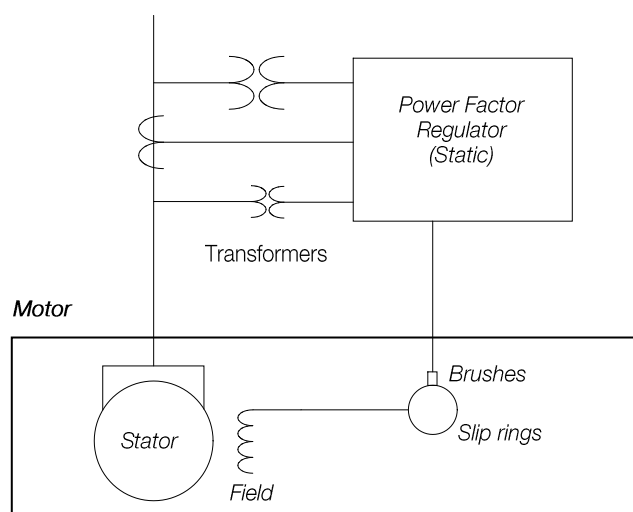 Power Factor
Regulator
(Static)
Transformers
Motor
Brushes
Stator
Slip rings
Field